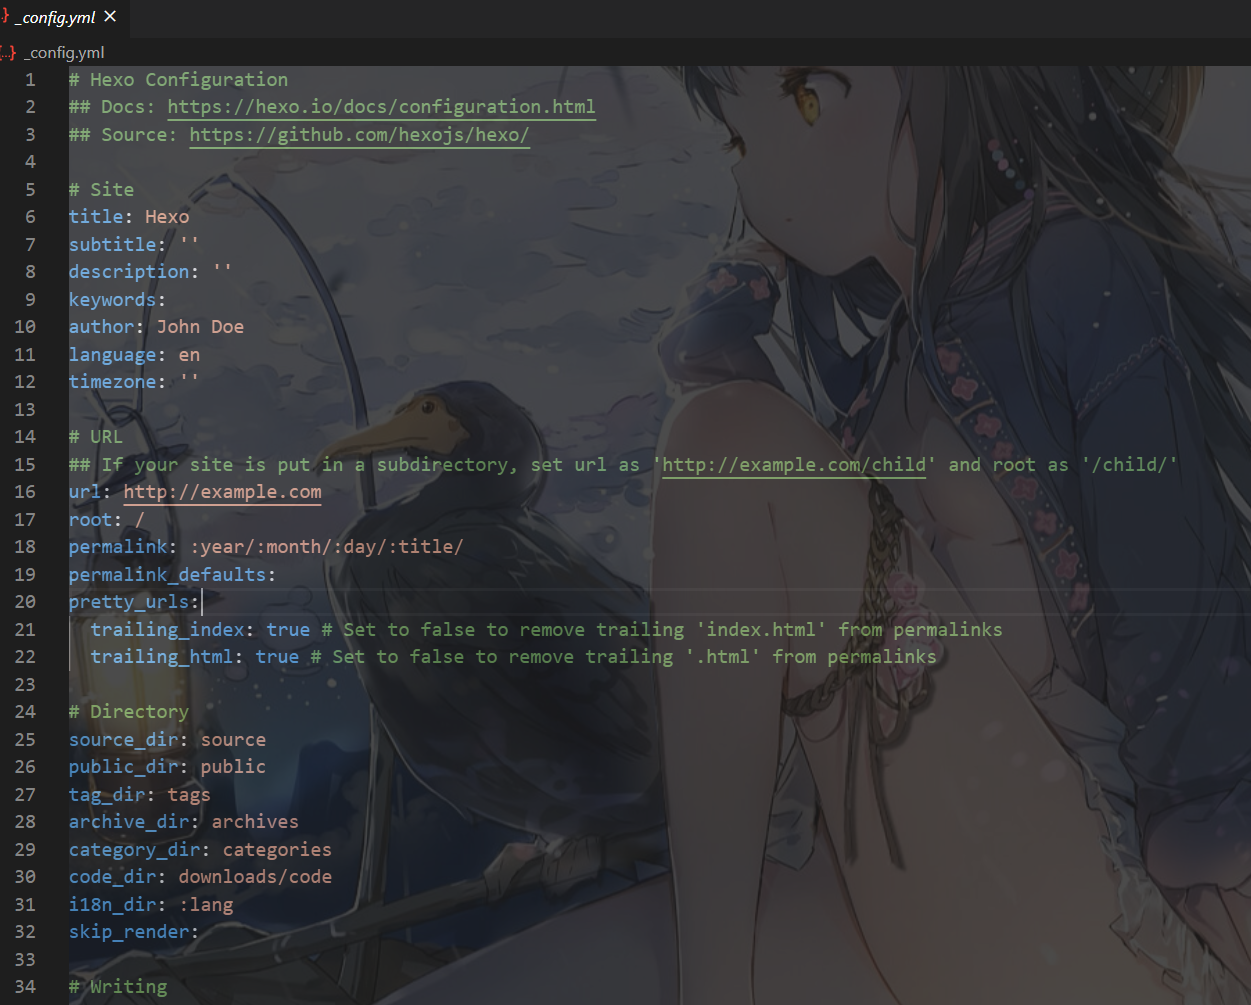 _config.yml
_config.yml
1 # Hexo Configuration
2 ## Docs: https://hexo.io/docs/configuration.html
3 ## Source: https://github.com/hexojs/hexo/
4
5 # Site
6 title: Hexo
7 subtitle: ''
8 description: ''
9 keywords:
10 author: John Doe
11 language: en
12 timezone: ''
13
14 # URL
15 ## If your site is put in a subdirectory, set url as 'http://example.com/child' and root as '/child/'
16 url: http://example.com
17 root: /
18 permalink: :year/:month/:day/:title/
19 permalink_defaults:
20 pretty_urls:
21   trailing_index: true # Set to false to remove trailing 'index.html' from permalinks
22   trailing_html: true # Set to false to remove trailing '.html' from permalinks
23
24 # Directory
25 source_dir: source
26 public_dir: public
27 tag_dir: tags
28 archive_dir: archives
29 category_dir: categories
30 code_dir: downloads/code
31 i18n_dir: :lang
32 skip_render:
33
34 # Writing